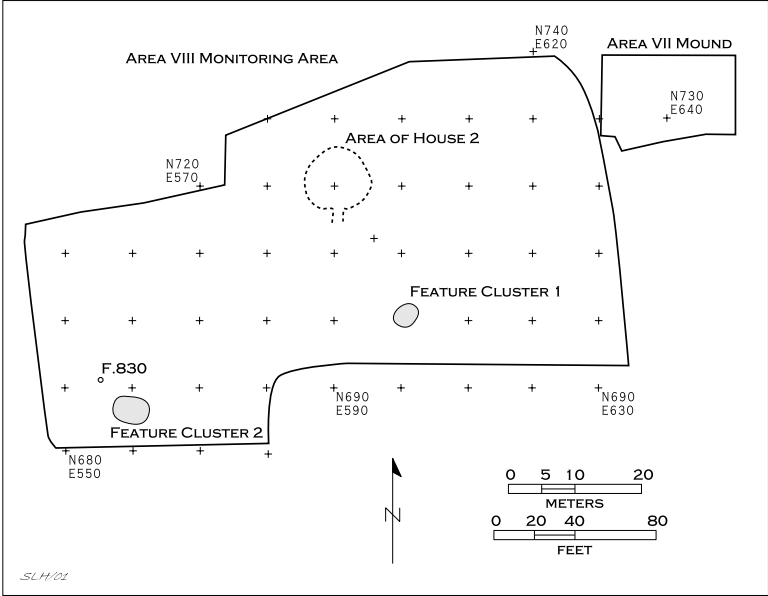 N740
E620
AREA VIII MONITORING AREA
AREA VII MOUND
N730
E640
AREA OF HOUSE 2
N720
E570
FEATURE CLUSTER 1
F.830
N690
E590
N690
E630
FEATURE CLUSTER 2
N680
E550
0 5 10 20
METERS
0 20 40 80
FEET
N
SLH/01